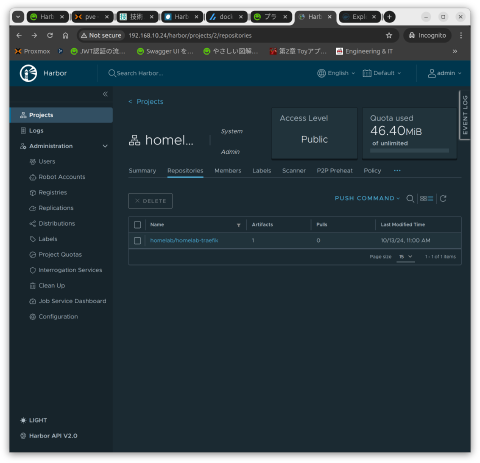 Harb
pve
技術
Harb
doci
プラ
Harb
Expl
Not secure 192.168.10.24/harbor/projects/2/repositories
Incognito
Proxmox
JWT認証の流...
Swagger UI を...
やさしい図解...
第2章 Toyアプ...
Engineering & IT
Harbor
Search Harbor...
English
Default
admin
EVENT LOG
Projects
Logs
Administration
Users
Robot Accounts
Registries
Replications
Distributions
Labels
Project Quotas
Interrogation Services
Clean Up
Job Service Dashboard
Configuration
LIGHT
Harbor API V2.0
< Projects
homel...
System
Admin
Access Level
Public
Quota used
46.40MiB
of unlimited
Summary Repositories Members Labels Scanner P2P Preheat Policy ...
× DELETE
PUSH COMMAND
Name Artifacts Pulls Last Modified Time
homelab/homelab-traefik 1 0 10/13/24, 11:00 AM
Page size 15 1 - 1 of 1 items